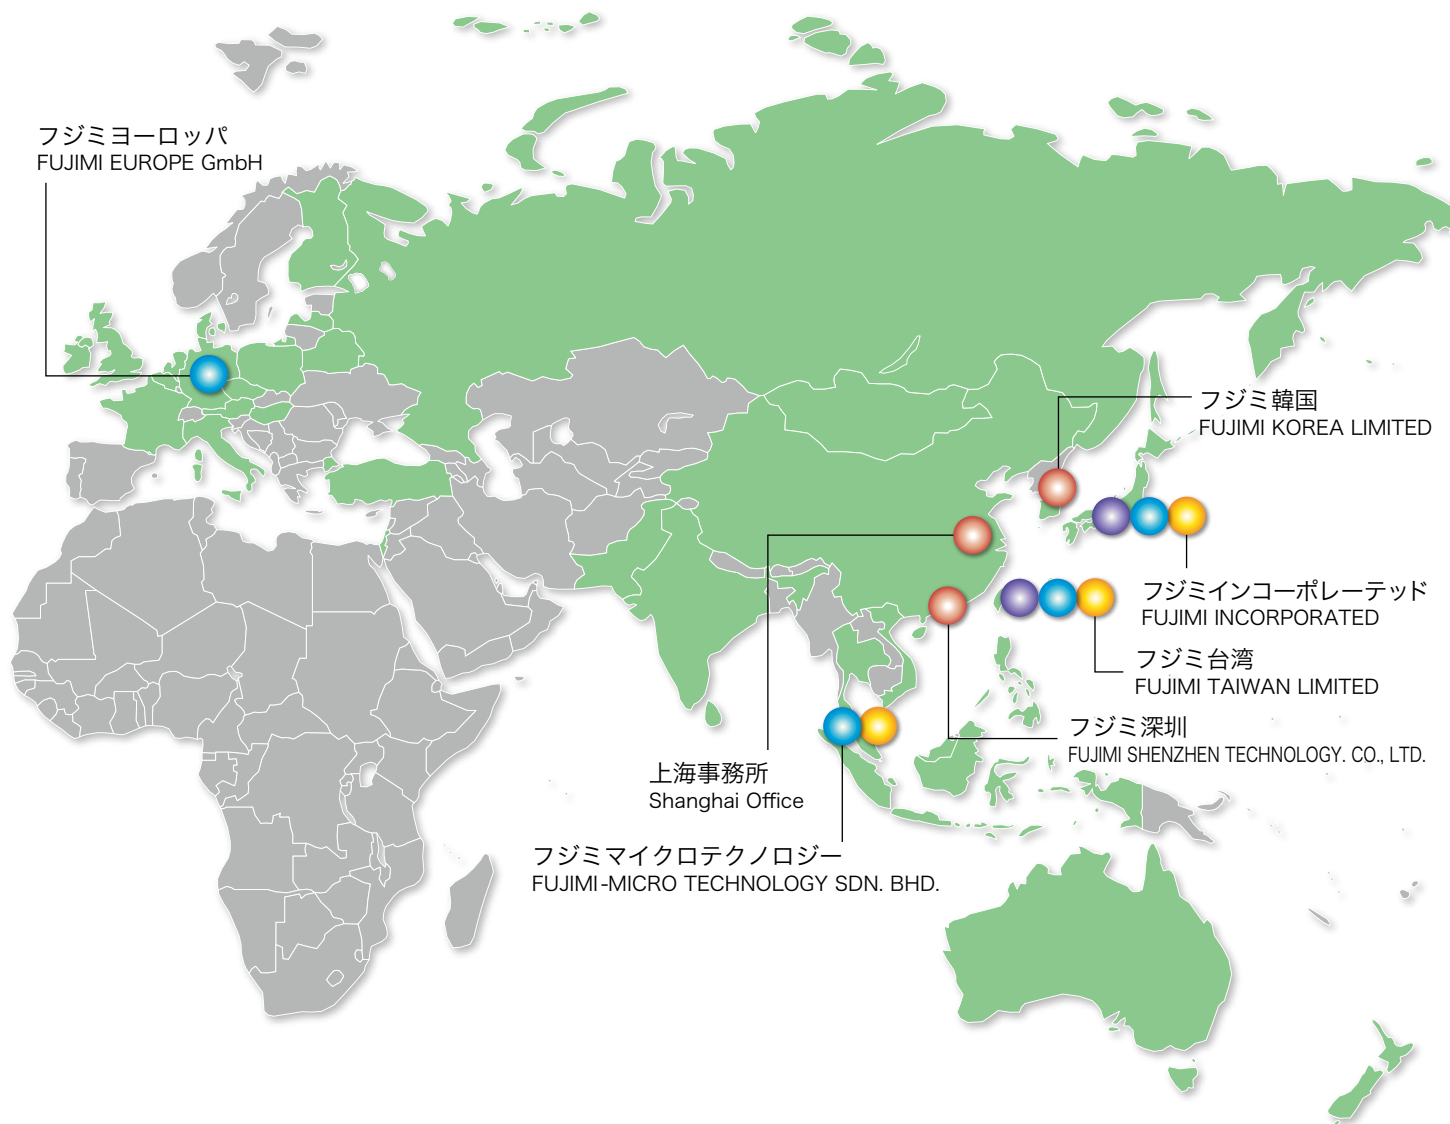 フジミヨーロッパ
FUJIMI EUROPE GmbH
フジミ韓国
FUJIMI KOREA LIMITED
フジミインコーポレーテッド
FUJIMI INCORPORATED
フジミ台湾
FUJIMI TAIWAN LIMITED
フジミ深圳
FUJIMI SHENZHEN TECHNOLOGY. CO., LTD.
上海事務所
Shanghai Office
フジミマイクロテクノロジー
FUJIMI-MICRO TECHNOLOGY SDN. BHD.